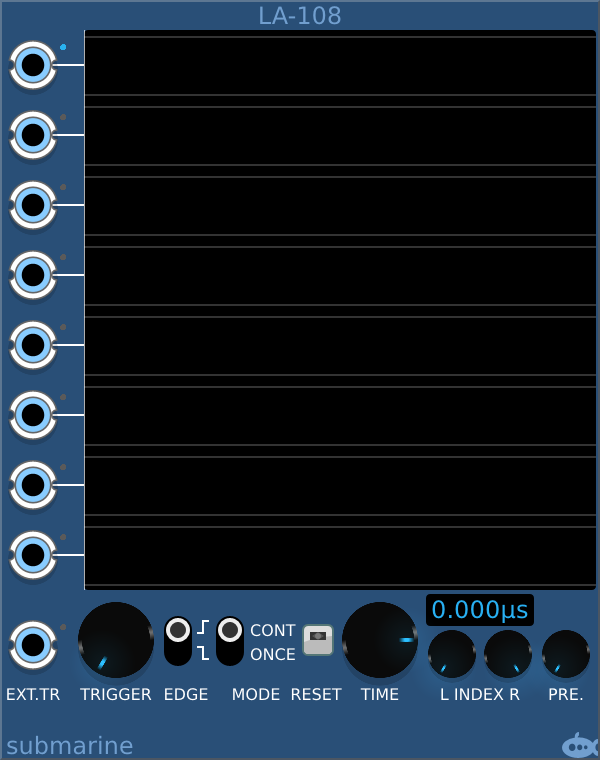 LA-108
0.000µs
CONT
ONCE
EXT.TR TRIGGER EDGE MODE RESET TIME L INDEX R PRE.
submarine